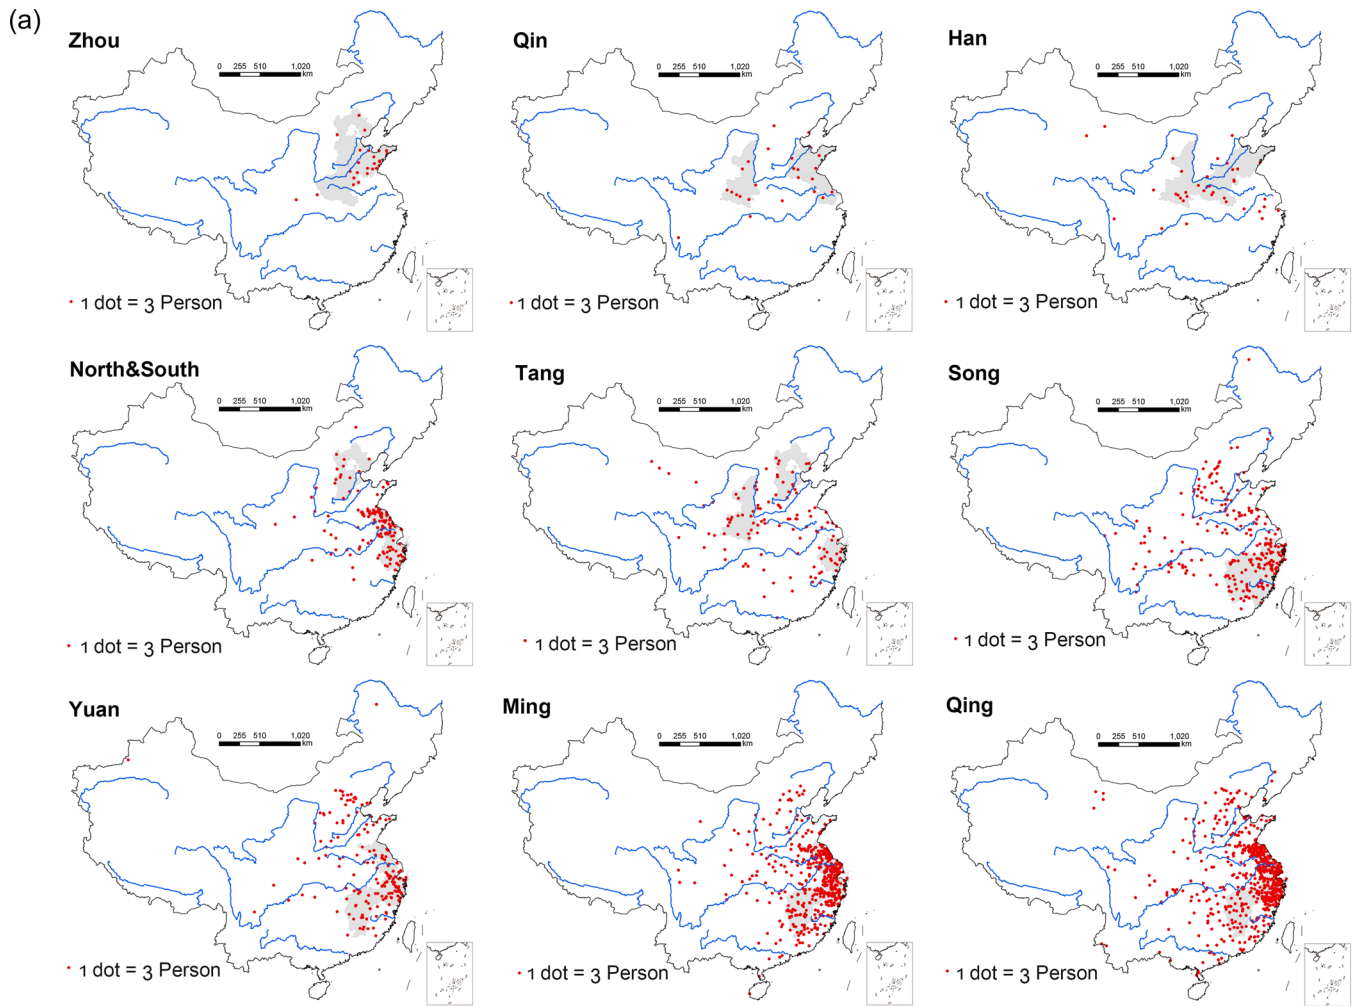 (a)
Zhou
0 255 510 1,020
km
1 dot = 3 Person
Qin
0 255 510 1,020
km
1 dot = 3 Person
Han
0 255 510 1,020
km
1 dot = 3 Person
North&South
0 255 510 1,020
km
1 dot = 3 Person
Tang
0 255 510 1,020
km
1 dot = 3 Person
Song
0 255 510 1,020
km
1 dot = 3 Person
Yuan
0 255 510 1,020
km
1 dot = 3 Person
Ming
0 255 510 1,020
km
1 dot = 3 Person
Qing
0 255 510 1,020
km
1 dot = 3 Person